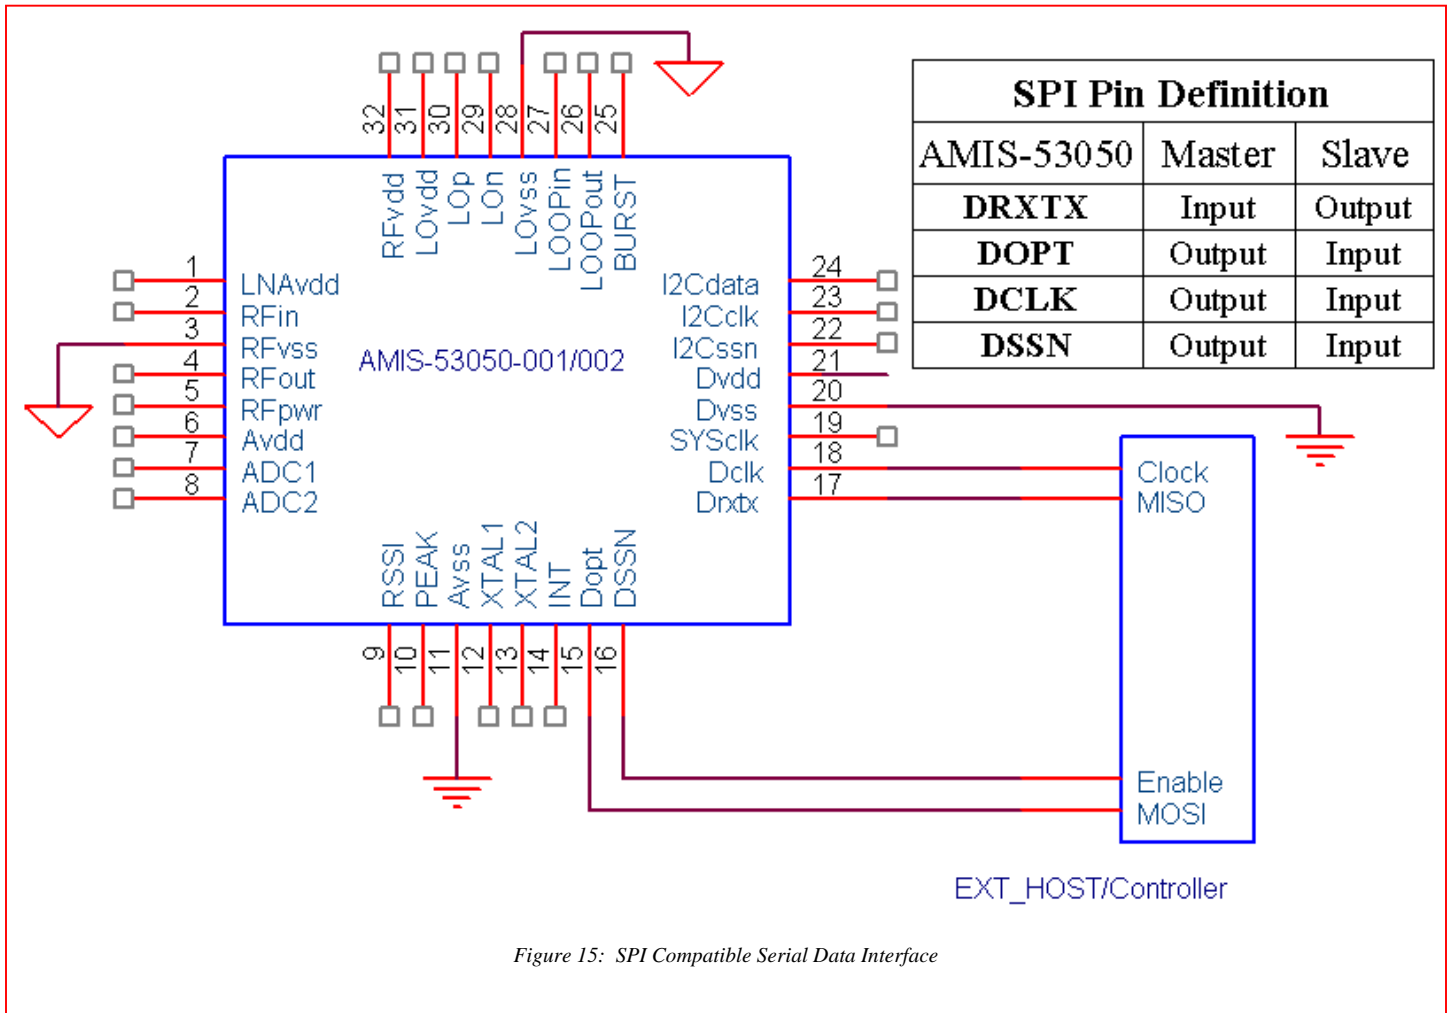 32
31
30
29
28
27
26
25
RFvdd
LOvdd
LOp
LOn
LOvss
LOOPin
LOOPout
BURST
SPI Pin Definition
AMIS-53050 Master Slave
DRXTX Input Output
DOPT Output Input
DCLK Output Input
DSSN Output Input
1 LNAvdd
2 RFin
3 RFvss
4 RFout
5 RFpwr
6 Avdd
7 ADC1
8 ADC2
AMIS-53050-001/002
I2Cdata 24
I2Cclk 23
I2Cssn 22
Dvdd 21
Dvss 20
SYSclk 19
Dclk 18
Drxtx 17
RSSI
PEAK
Avss
XTAL1
XTAL2
INT
Dopt
DSSN
9
10
11
12
13
14
15
16
Clock
MISO
Enable
MOSI
EXT_HOST/Controller
Figure 15: SPI Compatible Serial Data Interface